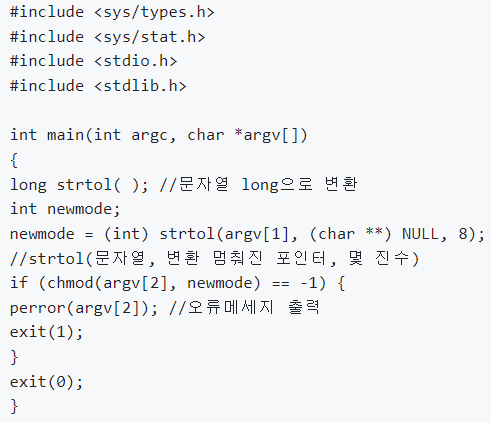 #include <sys/types.h>
#include <sys/stat.h>
#include <stdio.h>
#include <stdlib.h>
int main(int argc, char *argv[])
{
long strtol( ); //문자열 long으로 변환
int newmode;
newmode = (int) strtol(argv[1], (char **) NULL, 8);
//strtol(문자열, 변환 멈춰진 포인터, 몇 진수)
if (chmod(argv[2], newmode) == -1) {
perror(argv[2]); //오류메세지 출력
exit(1);
}
exit(0);
}